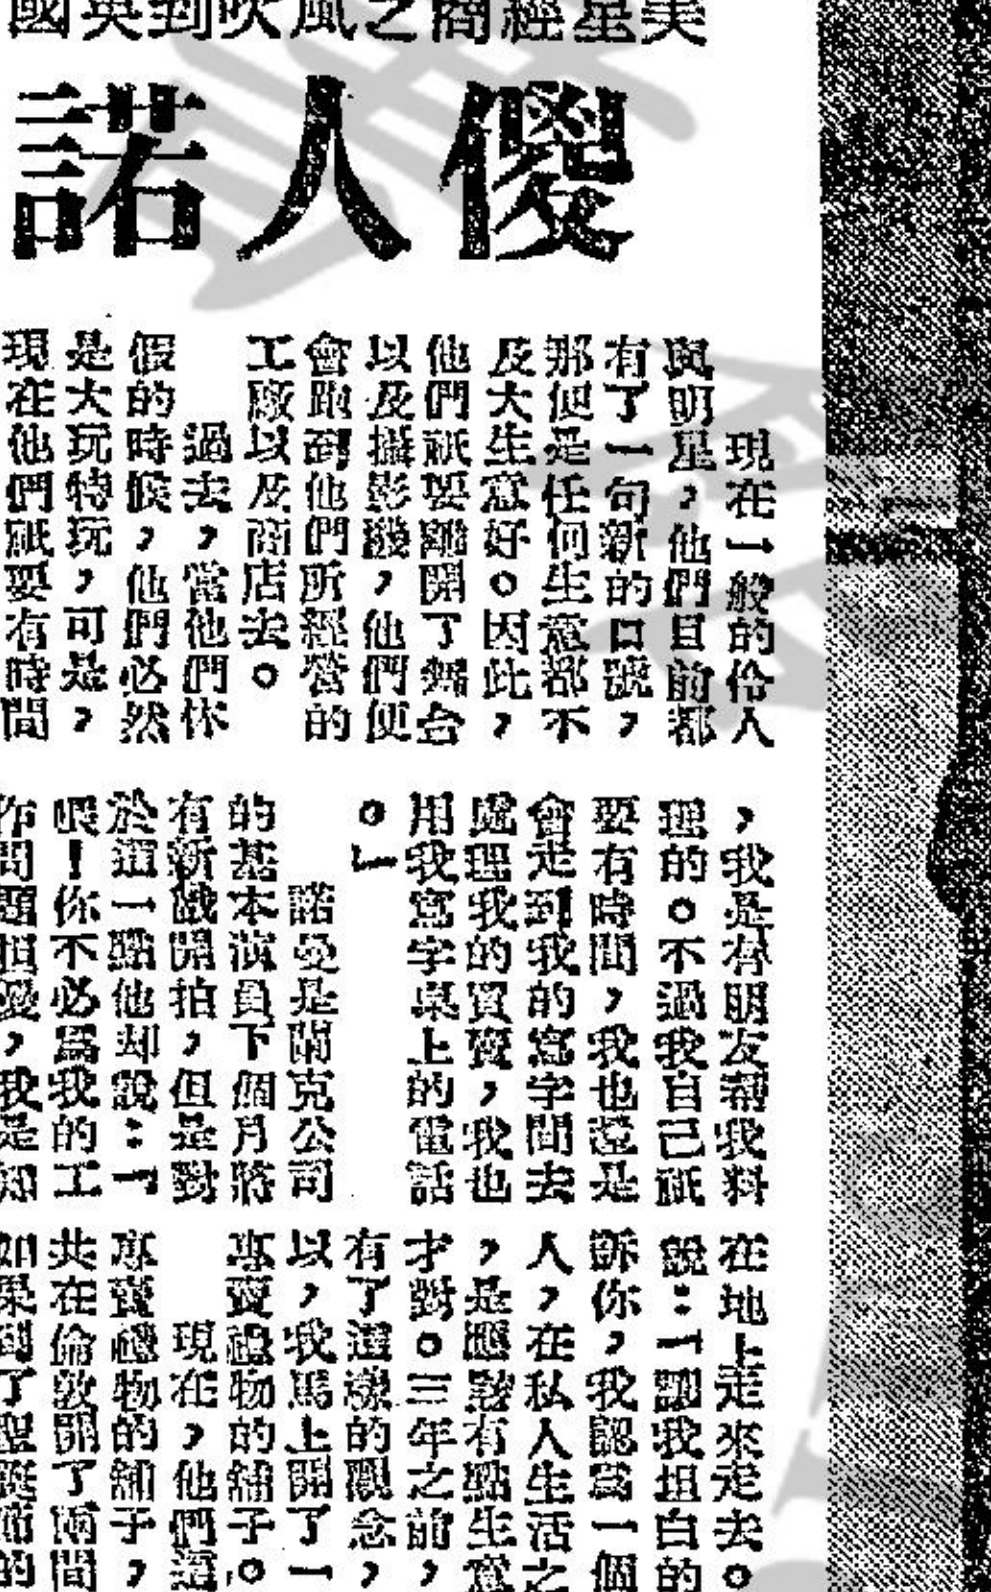 美星經商之風吹到英國
傻人諾
現在一般的伶人
與明星，他們目前都
有了一句新的口號，
那便是任何生意都不
及大生意好。因此，
他們祇要離開了舞台
以及攝影機，他們便
會跑到他們所經營的
工廠以及商店去。
過去，當他們休
假的時候，他們必然
是大玩特玩，可是，
現在他們祇要有時間
，我是有朋友幫我料
理的。不過我自己祇
要有時間，我也還是
會走到我的寫字間去
處理我的買賣，我也
用我寫字桌上的電話
。」
諾曼是蘭克公司
的基本演員下個月將
有新戲開拍，但是對
於這一點他却說：「
喂！你不必爲我的工
作問題担憂，我是知
在地上走來走去。
說：「讓我坦白的
訴你，我認爲一個
人，在私人生活之
，是應該有點生意
才對。三年之前，
有了這樣的觀念，
以，我馬上開了一
專賣禮物的舖子。
現在，他們這
專賣禮物的舖子，
共在倫敦開了兩間
如果到了聖誕節的